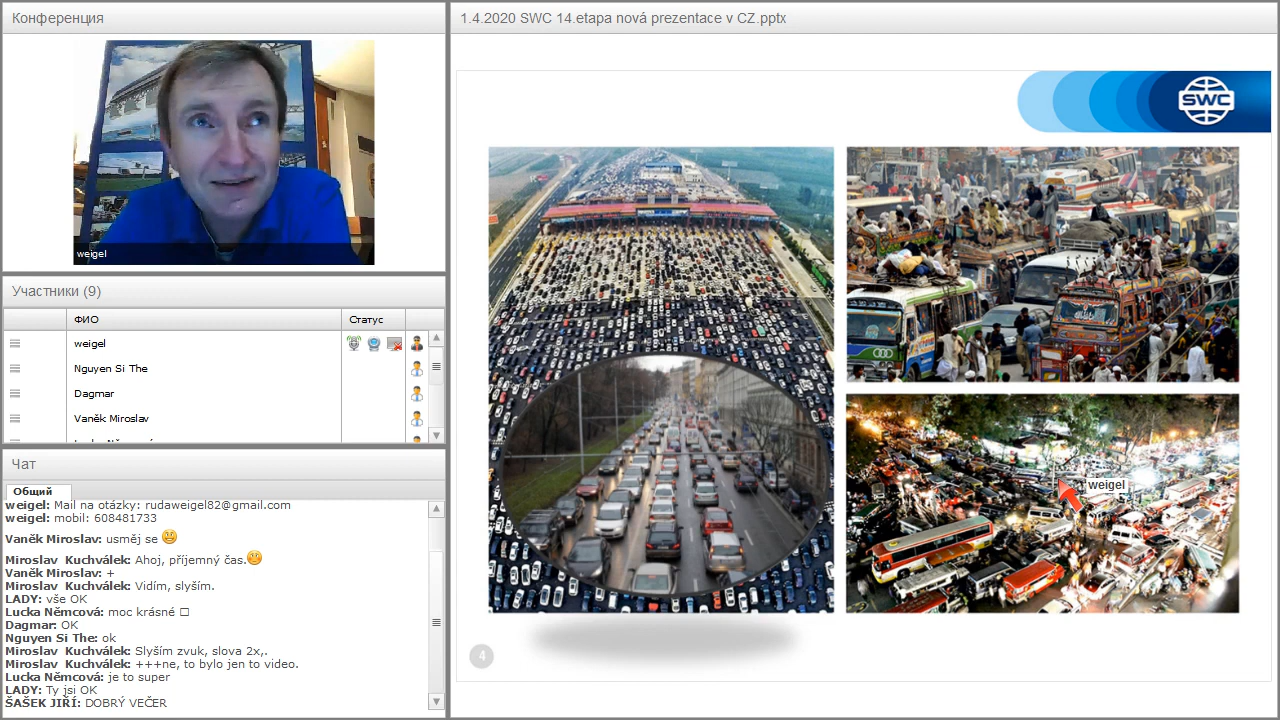 Конференция
weigel
Участники (9)
ФИО Статус
weigel
Nguyen Si The
Dagmar
Vaněk Miroslav
Чат
Общий
weigel: Mail na otázky: rudaweigel82@gmail.com
weigel: mobil: 608481733
Vaněk Miroslav: usměj se
Miroslav Kuchválek: Ahoj, příjemný čas.
Vaněk Miroslav: +
Miroslav Kuchválek: Vidím, slyším.
LADY: vše OK
Lucka Němcová: moc krásné □
Dagmar: OK
Nguyen Si The: ok
Miroslav Kuchválek: Slyším zvuk, slova 2x,.
Miroslav Kuchválek: +++ne, to bylo jen to video.
Lucka Němcová: je to super
LADY: Ty jsi OK
ŠAŠEK JIŘÍ: DOBRÝ VEČER
1.4.2020 SWC 14.etapa nová prezentace v CZ.pptx
SWC
weigel
4